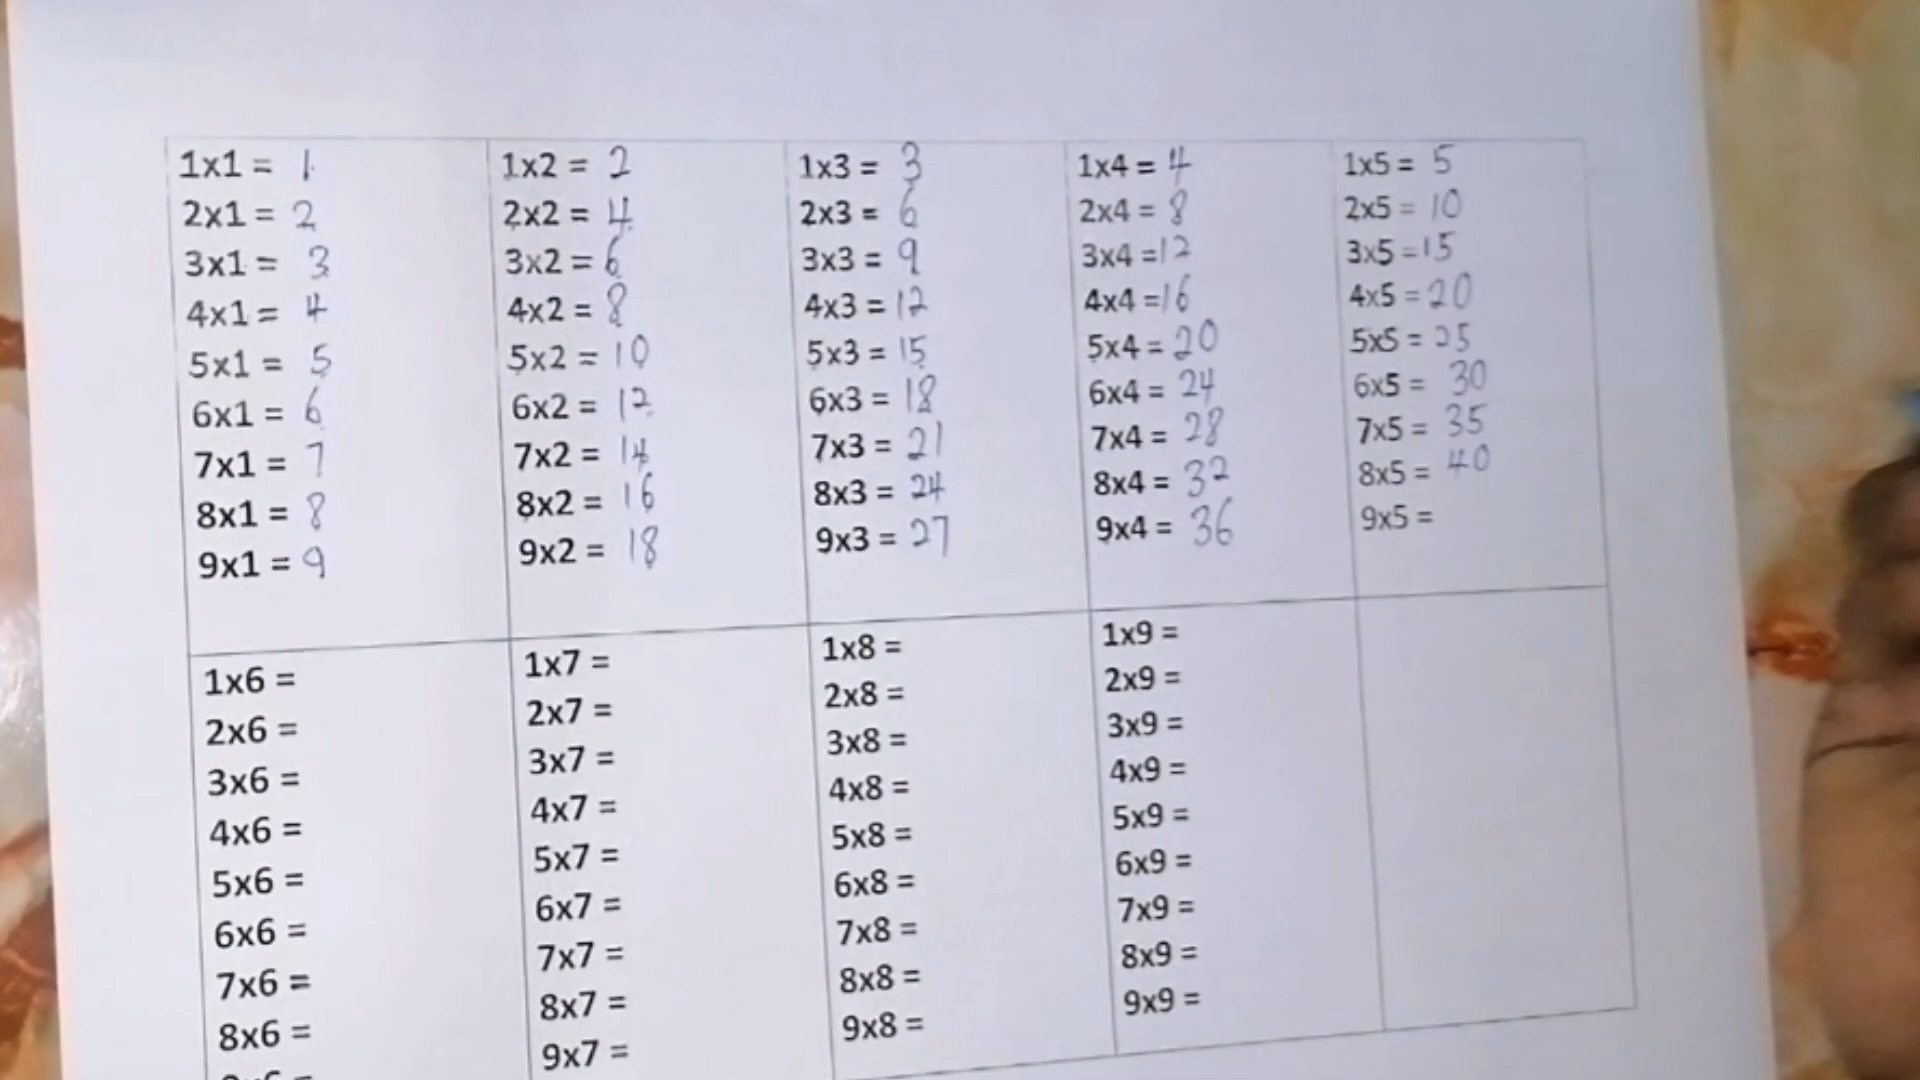 1x1 = 1
2x1 = 2
3x1 = 3
4x1 = 4
5x1 = 5
6x1 = 6
7x1 = 7
8x1 = 8
9x1 = 9
1x2 = 2
2x2 = 4
3x2 = 6
4x2 = 8
5x2 = 10
6x2 = 12
7x2 = 14
8x2 = 16
9x2 = 18
1x3 = 3
2x3 = 6
3x3 = 9
4x3 = 12
5x3 = 15
6x3 = 18
7x3 = 21
8x3 = 24
9x3 = 27
1x4 = 4
2x4 = 8
3x4 = 12
4x4 = 16
5x4 = 20
6x4 = 24
7x4 = 28
8x4 = 32
9x4 = 36
1x5 = 5
2x5 = 10
3x5 = 15
4x5 = 20
5x5 = 25
6x5 = 30
7x5 = 35
8x5 = 40
9x5 =
1x6 =
2x6 =
3x6 =
4x6 =
5x6 =
6x6 =
7x6 =
8x6 =
1x7 =
2x7 =
3x7 =
4x7 =
5x7 =
6x7 =
7x7 =
8x7 =
9x7 =
1x8 =
2x8 =
3x8 =
4x8 =
5x8 =
6x8 =
7x8 =
8x8 =
9x8 =
1x9 =
2x9 =
3x9 =
4x9 =
5x9 =
6x9 =
7x9 =
8x9 =
9x9 =